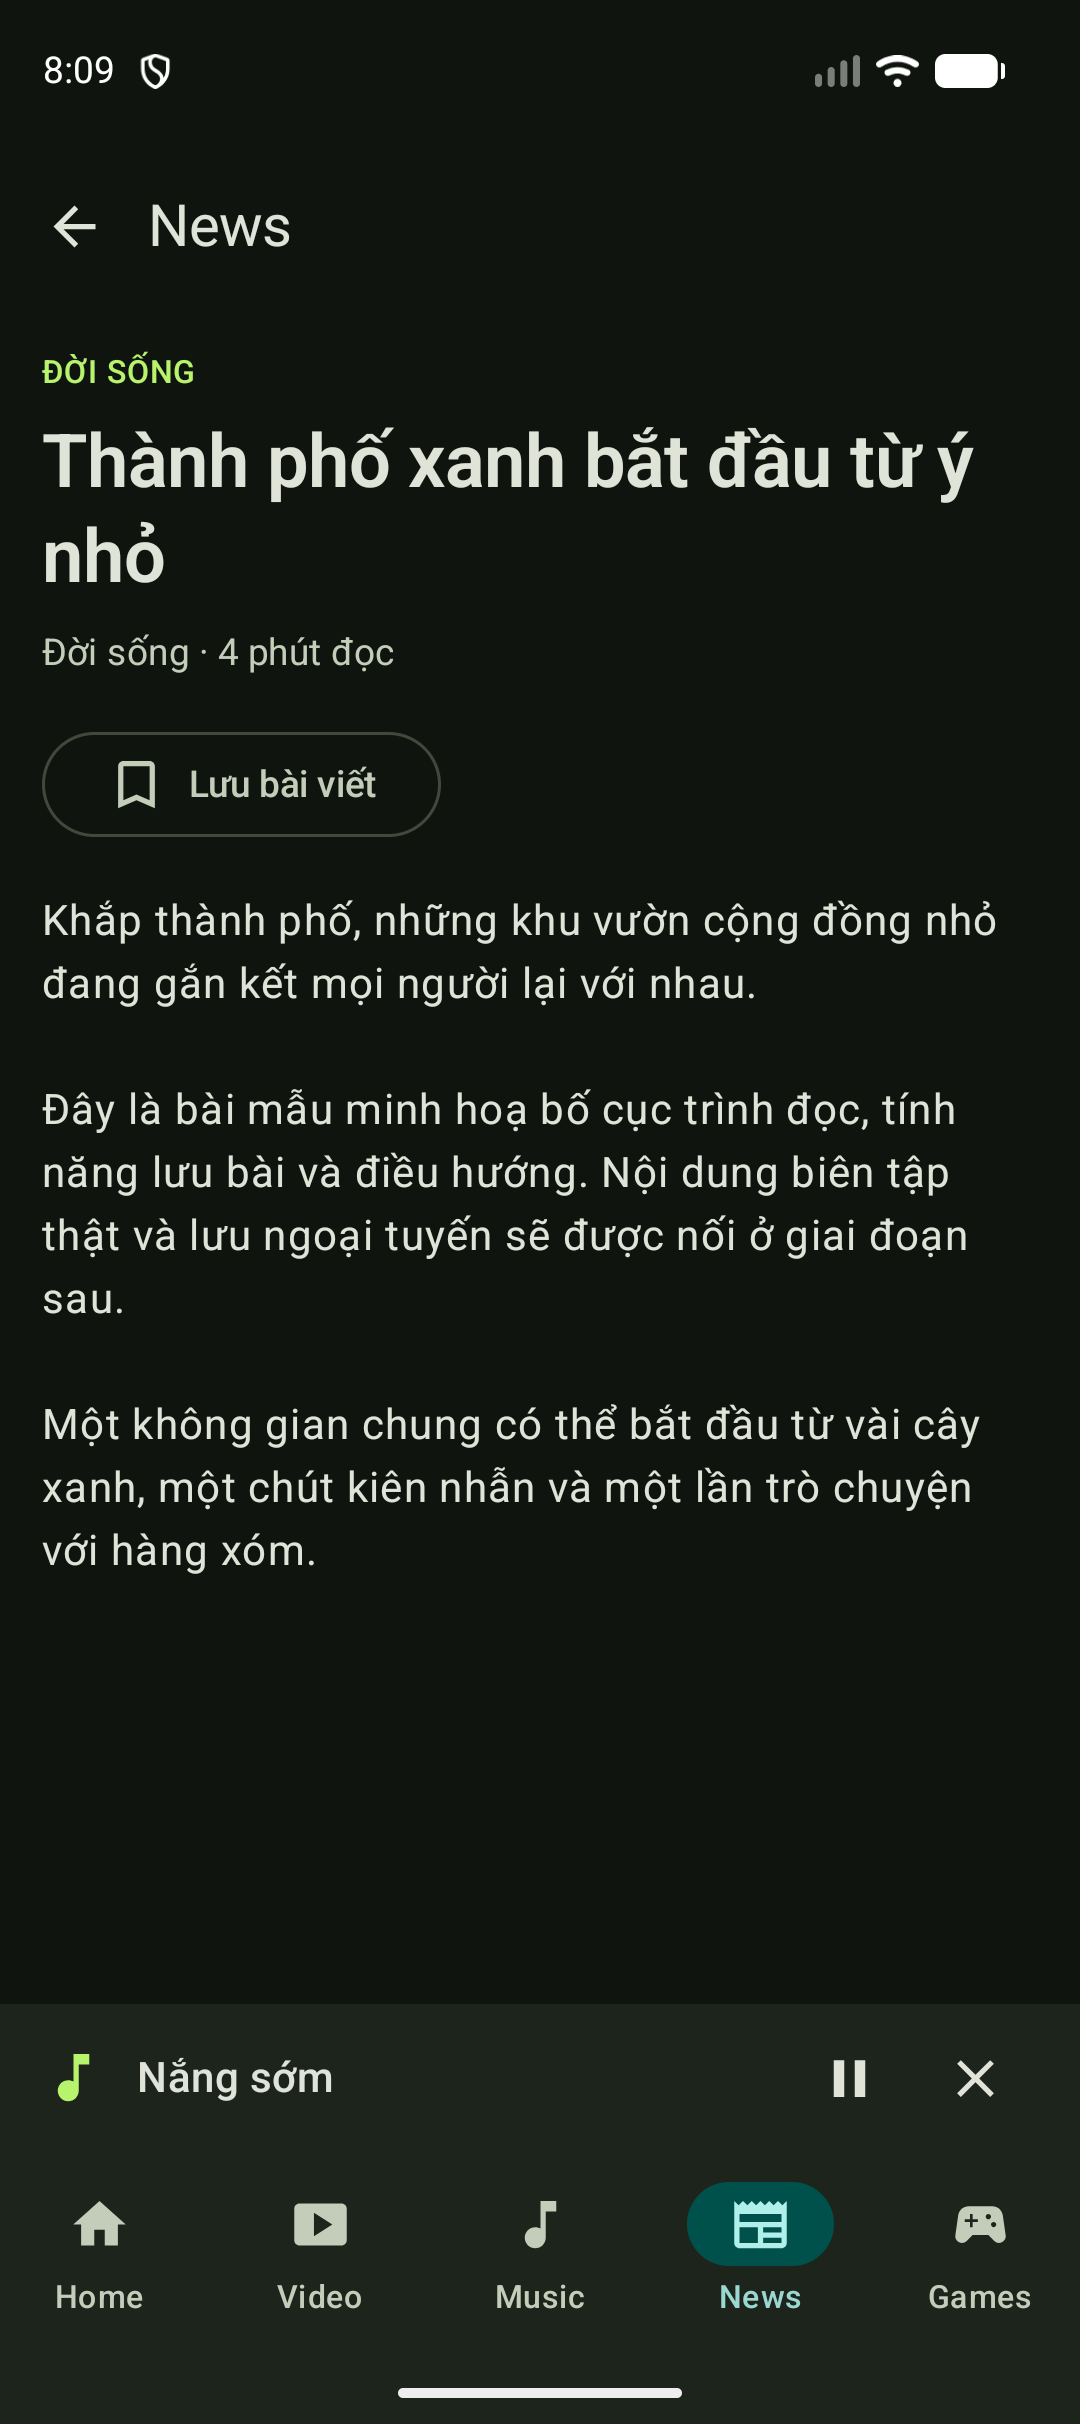 8:09
News
ĐỜI SỐNG
Thành phố xanh bắt đầu từ ý
nhỏ
Đời sống · 4 phút đọc
Lưu bài viết
Khắp thành phố, những khu vườn cộng đồng nhỏ
đang gắn kết mọi người lại với nhau.
Đây là bài mẫu minh hoạ bố cục trình đọc, tính
năng lưu bài và điều hướng. Nội dung biên tập
thật và lưu ngoại tuyến sẽ được nối ở giai đoạn
sau.
Một không gian chung có thể bắt đầu từ vài cây
xanh, một chút kiên nhẫn và một lần trò chuyện
với hàng xóm.
Nắng sớm
Home
Video
Music
News
Games